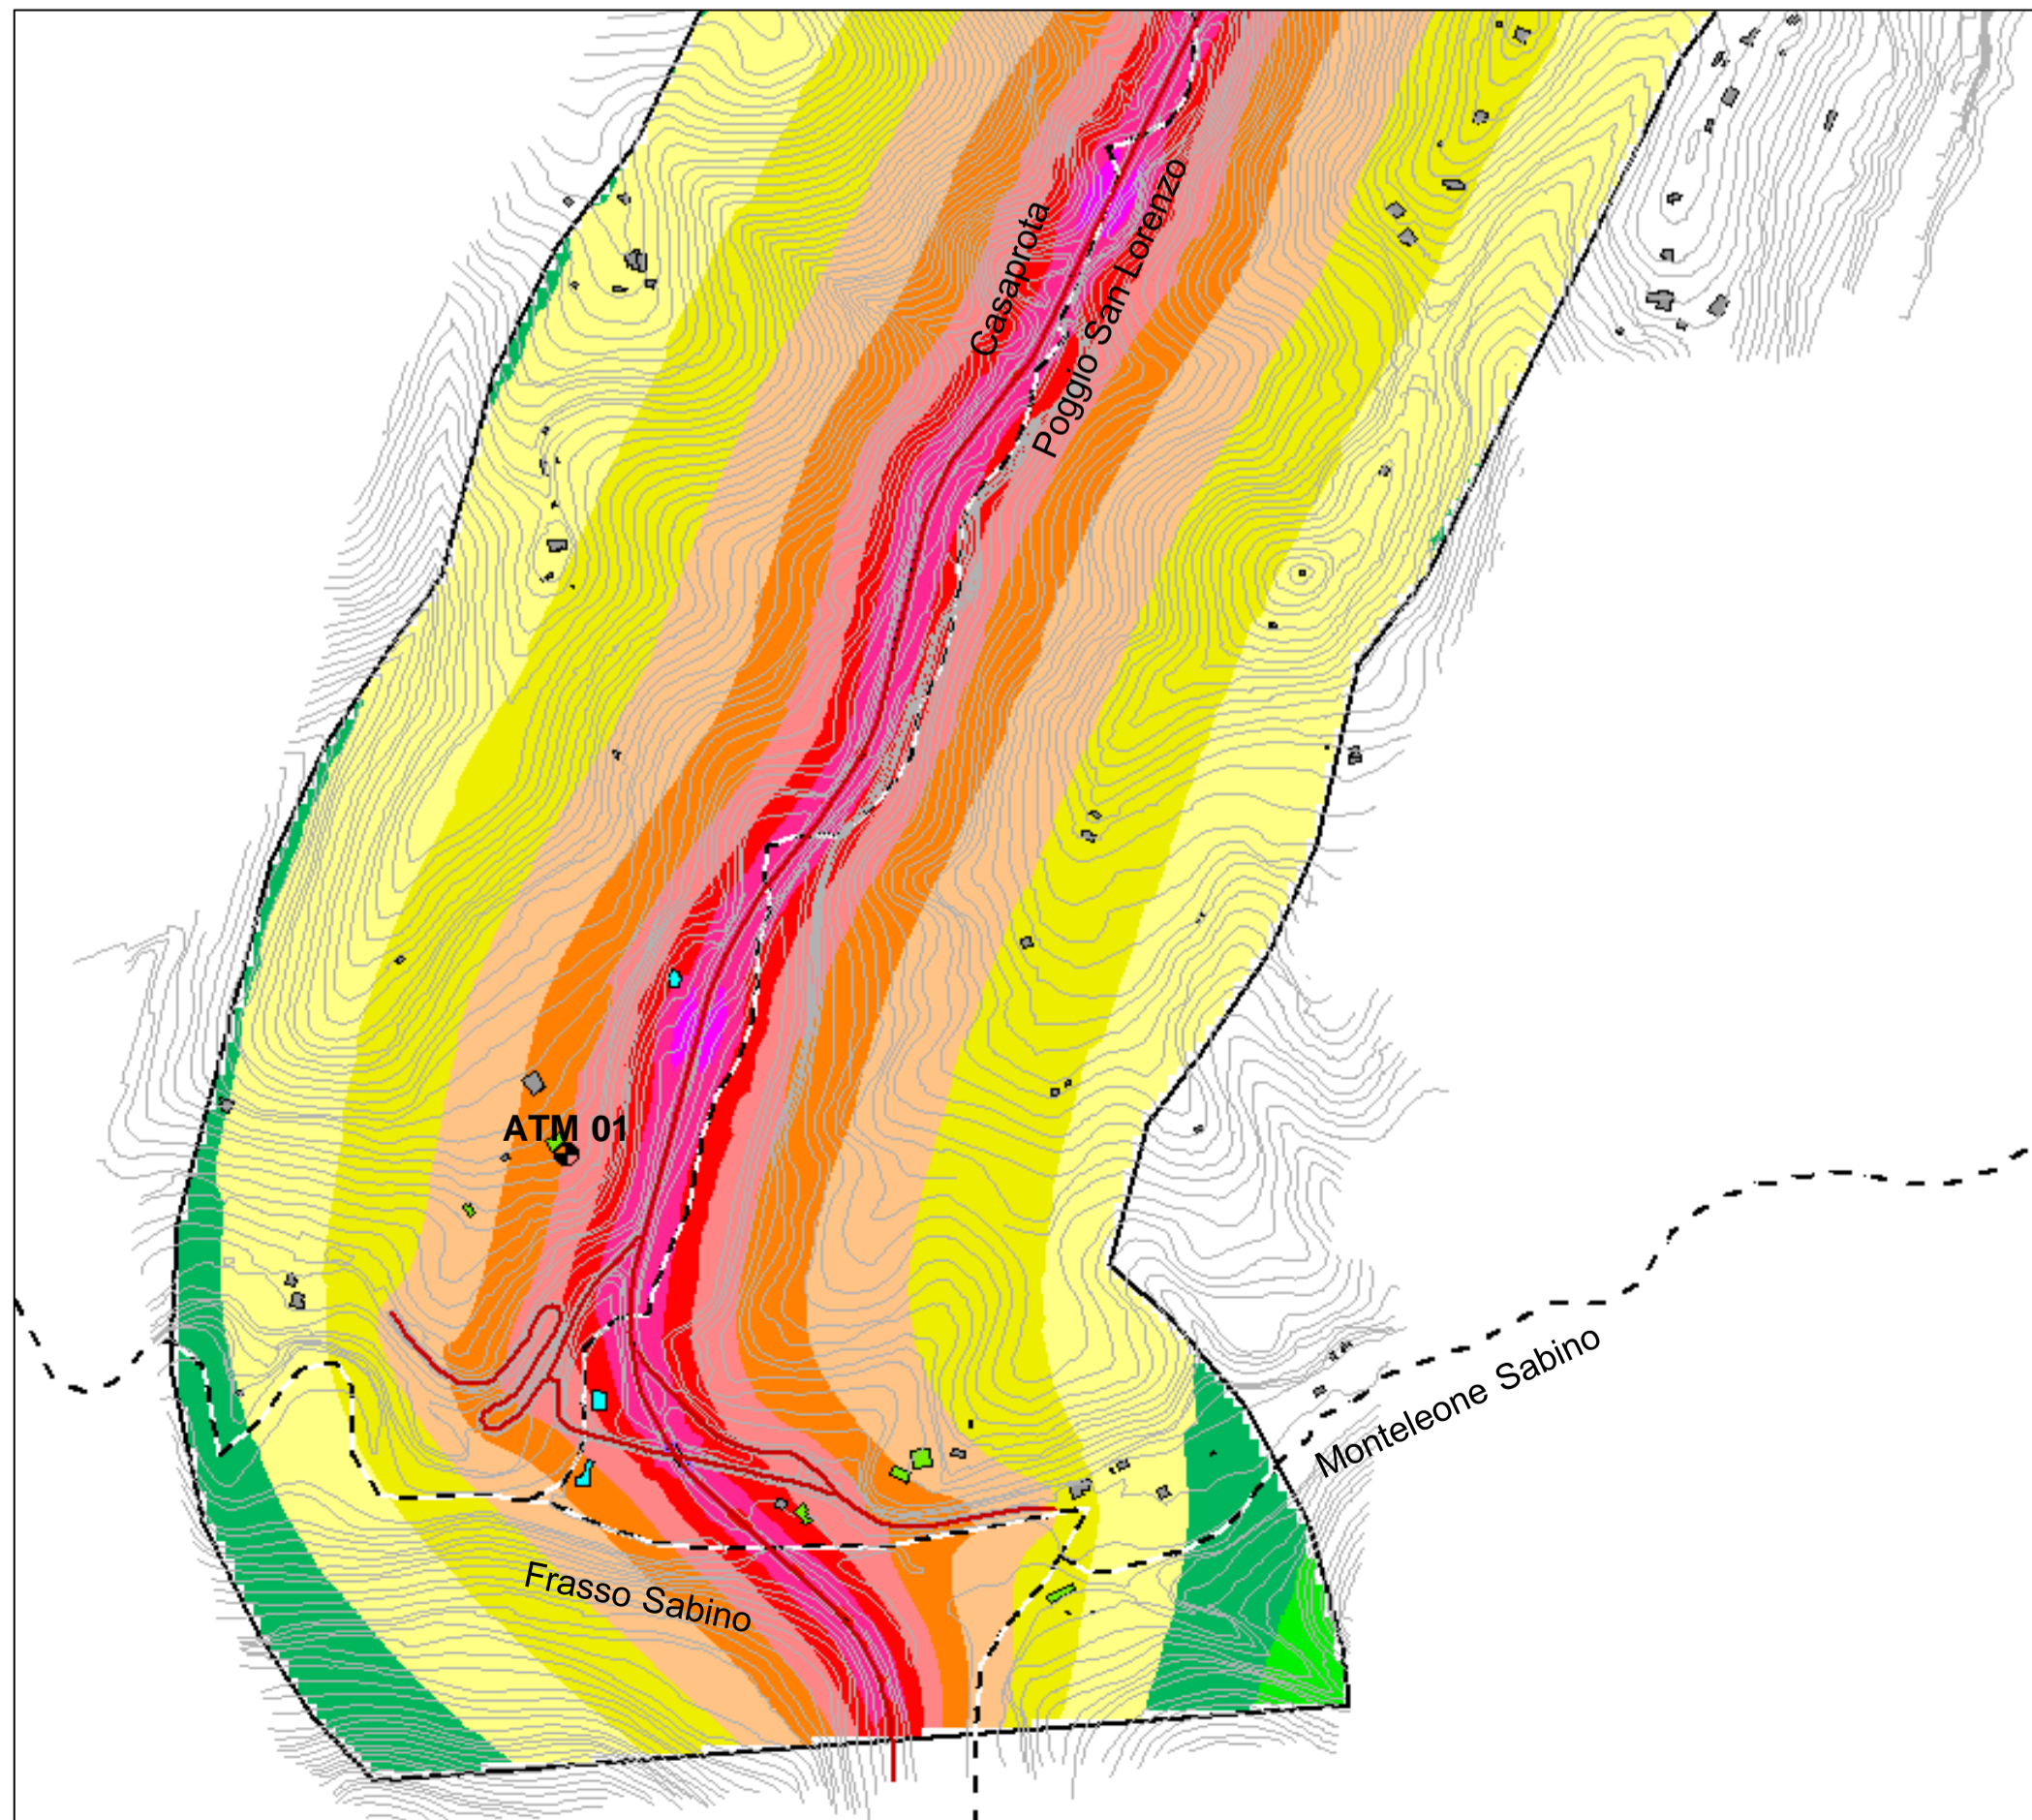 Casaprota
Poggio San Lorenzo
ATM 01
Monteleone Sabino
Frasso Sabino